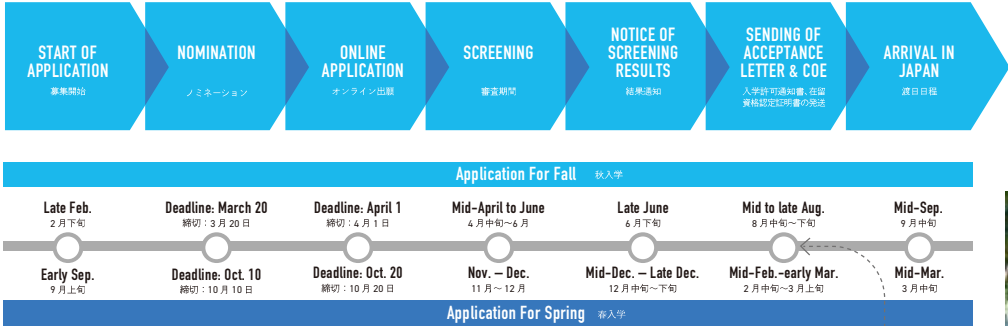 START OF
APPLICATION
募集開始
NOMINATION
ノミネーション
ONLINE
APPLICATION
オンライン出願
SCREENING
審査期間
NOTICE OF
SCREENING
RESULTS
結果通知
SENDING OF
ACCEPTANCE
LETTER & COE
入学許可通知書、在留
資格認定証明書の発送
ARRIVAL IN
JAPAN
渡日日程
Application For Fall 秋入学
Late Feb.
2月下旬
Deadline: March 20
締切：3月20日
Deadline: April 1
締切：4月1日
Mid-April to June
4月中旬～6月
Late June
6月下旬
Mid to late Aug.
8月中旬～下旬
Mid-Sep.
9月中旬
Early Sep.
9月上旬
Deadline: Oct. 10
締切：10月10日
Deadline: Oct. 20
締切：10月20日
Nov. – Dec.
11月～12月
Mid-Dec. – Late Dec.
12月中旬～下旬
Mid-Feb.-early Mar.
2月中旬～3月上旬
Mid-Mar.
3月中旬
Application For Spring 春入学